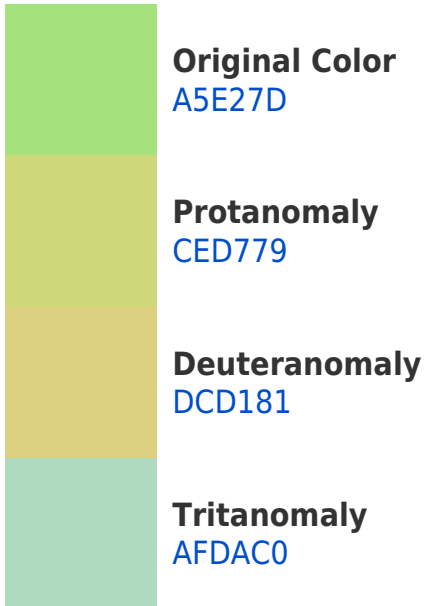 Original Color
A5E27D
Protanomaly
CED779
Deuteranomaly
DCD181
Tritanomaly
AFDAC0